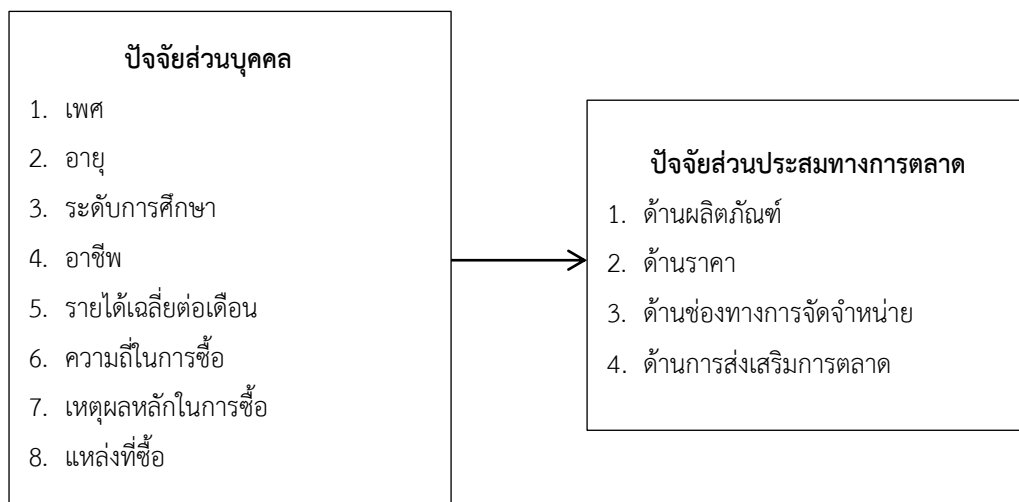 ปัจจัยส่วนบุคคล
1. เพศ
2. อายุ
3. ระดับการศึกษา
4. อาชีพ
5. รายได้เฉลี่ยต่อเดือน
6. ความถี่ในการซื้อ
7. เหตุผลหลักในการซื้อ
8. แหล่งที่ซื้อ
ปัจจัยส่วนประสมทางการตลาด
1. ด้านผลิตภัณฑ์
2. ด้านราคา
3. ด้านช่องทางการจัดจำหน่าย
4. ด้านการส่งเสริมการตลาด